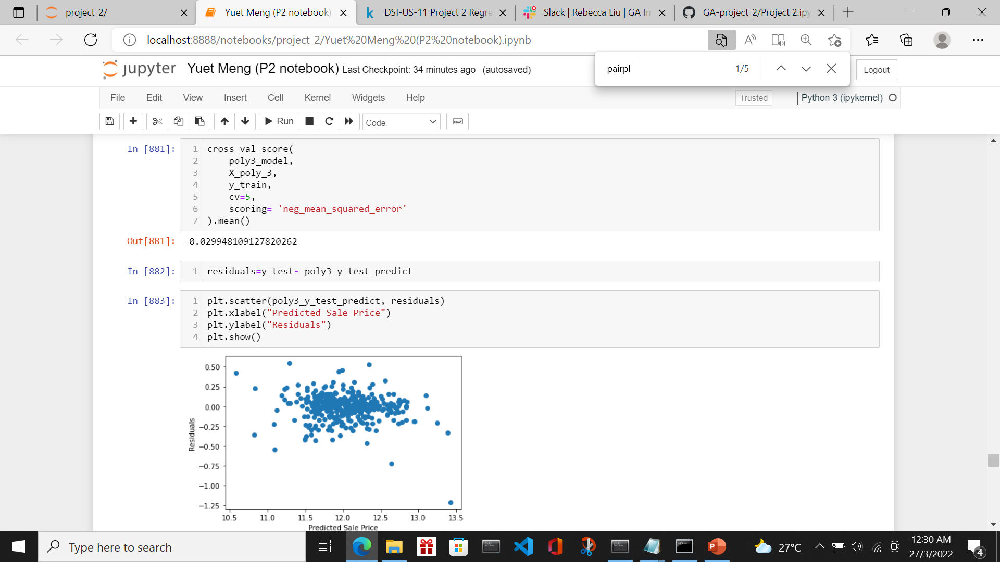 project_2/
Yuet Meng (P2 notebook)
DSI-US-11 Project 2 Regre
Slack | Rebecca Liu | GA Im
GA-project_2/Project 2.ipy
localhost:8888/notebooks/project_2/Yuet%20Meng%20(P2%20notebook).ipynb
pairpl 1/5
jupyter Yuet Meng (P2 notebook) Last Checkpoint: 34 minutes ago (autosaved)
Logout
File Edit View Insert Cell Kernel Widgets Help
Trusted
Python 3 (ipykernel)
Run
Code
In [881]:
1 cross_val_score(
2 poly3_model,
3 X_poly_3,
4 y_train,
5 cv=5,
6 scoring= 'neg_mean_squared_error'
7 ).mean()
Out[881]: -0.029948109127820262
In [882]:
1 residuals=y_test- poly3_y_test_predict
In [883]:
1 plt.scatter(poly3_y_test_predict, residuals)
2 plt.xlabel("Predicted Sale Price")
3 plt.ylabel("Residuals")
4 plt.show()
0.50
0.25
0.00
−0.25
−0.50
−0.75
−1.00
−1.25
Residuals
10.5 11.0 11.5 12.0 12.5 13.0 13.5
Predicted Sale Price
Type here to search
27°C
12:30 AM
27/3/2022
4